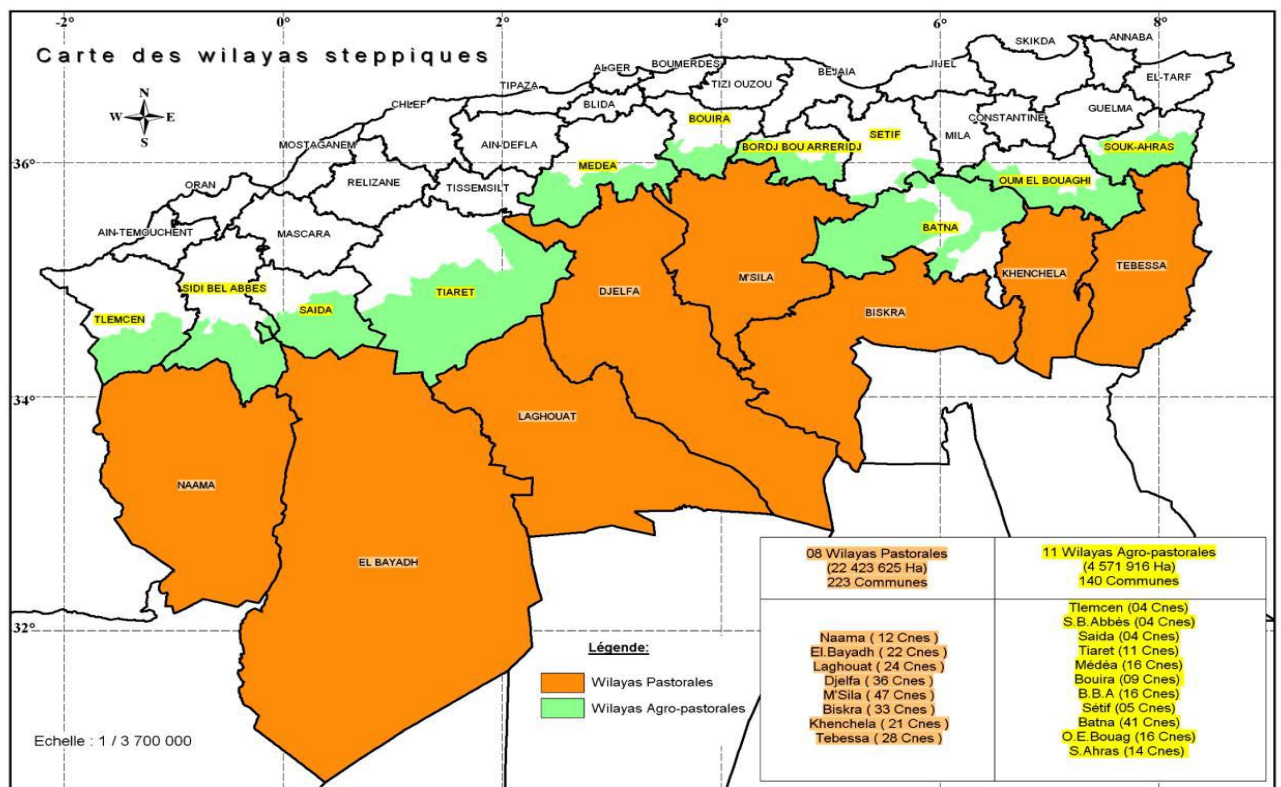 -2°
0°
2°
4°
6°
8°
Carte des wilayas steppiques
N
W E
S
SKIKDA
ANNABA
ALGER
BOUMERDES
BEJAIA
JIJEL
EL-TARF
TIPAZA
TIZI OUZOU
CHLEF
BLIDA
GUELMA
BOUIRA
CONSTANTINE
MOSTAGANEM
AIN-DEFLA
BORDJ BOU ARRERIDJ
SETIF
MILA
SOUK-AHRAS
36°
MEDEA
ORAN
RELIZANE
TISSEMSILT
OUM EL BOUAGHI
AIN-TEMOUCHENT
MASCARA
BATNA
TEBESSA
KHENCHELA
M'SILA
SIDI BEL ABBES
TIARET
DJELFA
TLEMCEN
SAIDA
BISKRA
34°
LAGHOUAT
NAAMA
EL BAYADH
32°
Légende:
Wilayas Pastorales
Wilayas Agro-pastorales
Echelle : 1 / 3 700 000
08 Wilayas Pastorales
(22 423 625 Ha)
223 Communes
Naama ( 12 Cnes )
El.Bayadh ( 22 Cnes )
Laghouat ( 24 Cnes )
Djelfa ( 36 Cnes )
M'Sila ( 47 Cnes )
Biskra ( 33 Cnes )
Khenchela ( 21 Cnes )
Tebessa ( 28 Cnes )
11 Wilayas Agro-pastorales
(4 571 916 Ha)
140 Communes
Tlemcen (04 Cnes)
S.B.Abbès (04 Cnes)
Saida (04 Cnes)
Tiaret (11 Cnes)
Médéa (16 Cnes)
Bouira (09 Cnes)
B.B.A (16 Cnes)
Sétif (05 Cnes)
Batna (41 Cnes)
O.E.Bouag (16 Cnes)
S.Ahras (14 Cnes)